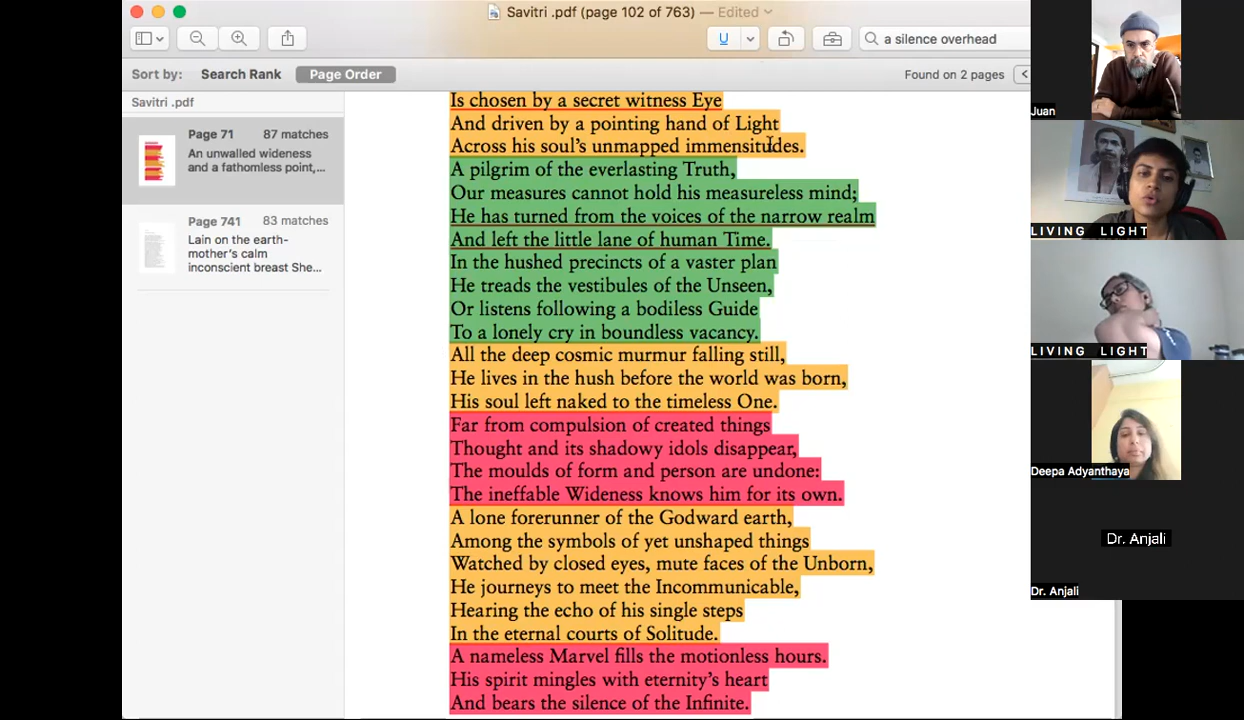 Savitri .pdf (page 102 of 763) — Edited
U
a silence overhead
Sort by:
Search Rank
Page Order
Found on 2 pages
<
Savitri .pdf
Page 71
87 matches
An unwalled wideness
and a fathomless point,...
Page 741
83 matches
Lain on the earth-
mother's calm
inconscient breast She...
Is chosen by a secret witness Eye
And driven by a pointing hand of Light
Across his soul's unmapped immensitudes.
A pilgrim of the everlasting Truth,
Our measures cannot hold his measureless mind;
He has turned from the voices of the narrow realm
And left the little lane of human Time.
In the hushed precincts of a vaster plan
He treads the vestibules of the Unseen,
Or listens following a bodiless Guide
To a lonely cry in boundless vacancy.
All the deep cosmic murmur falling still,
He lives in the hush before the world was born,
His soul left naked to the timeless One.
Far from compulsion of created things
Thought and its shadowy idols disappear,
The moulds of form and person are undone:
The ineffable Wideness knows him for its own.
A lone forerunner of the Godward earth,
Among the symbols of yet unshaped things
Watched by closed eyes, mute faces of the Unborn,
He journeys to meet the Incommunicable,
Hearing the echo of his single steps
In the eternal courts of Solitude.
A nameless Marvel fills the motionless hours.
His spirit mingles with eternity's heart
And bears the silence of the Infinite.
Juan
LIVING LIGHT
LIVING LIGHT
Deepa Adyanthaya
Dr. Anjali
Dr. Anjali